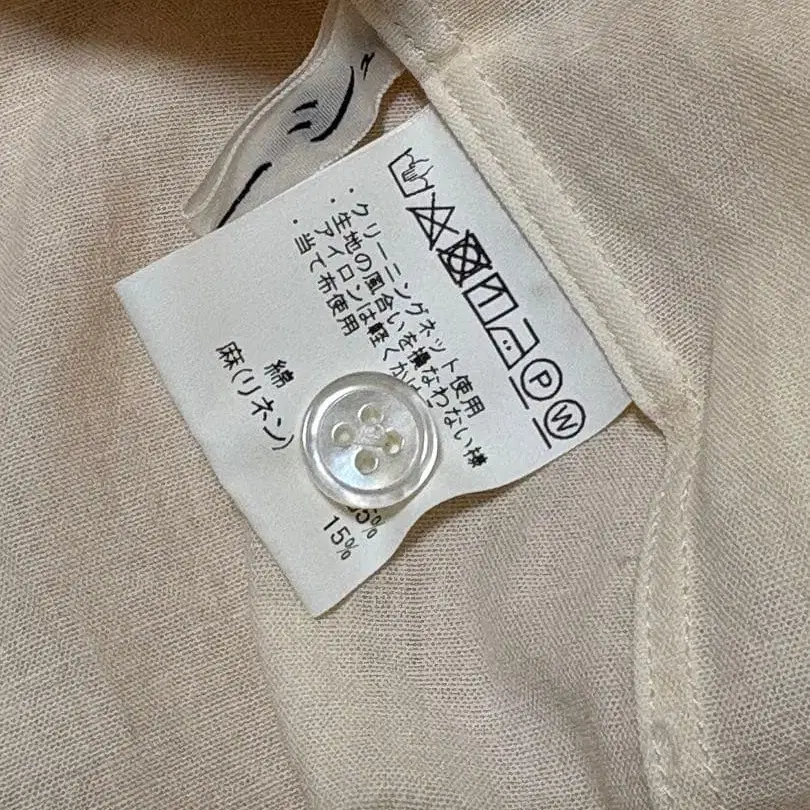 P W
・クリーニングネット使用
・生地の風合いを損なわない様
アイロンは軽く
・当て布使用
綿 85%
麻(リネン) 15%